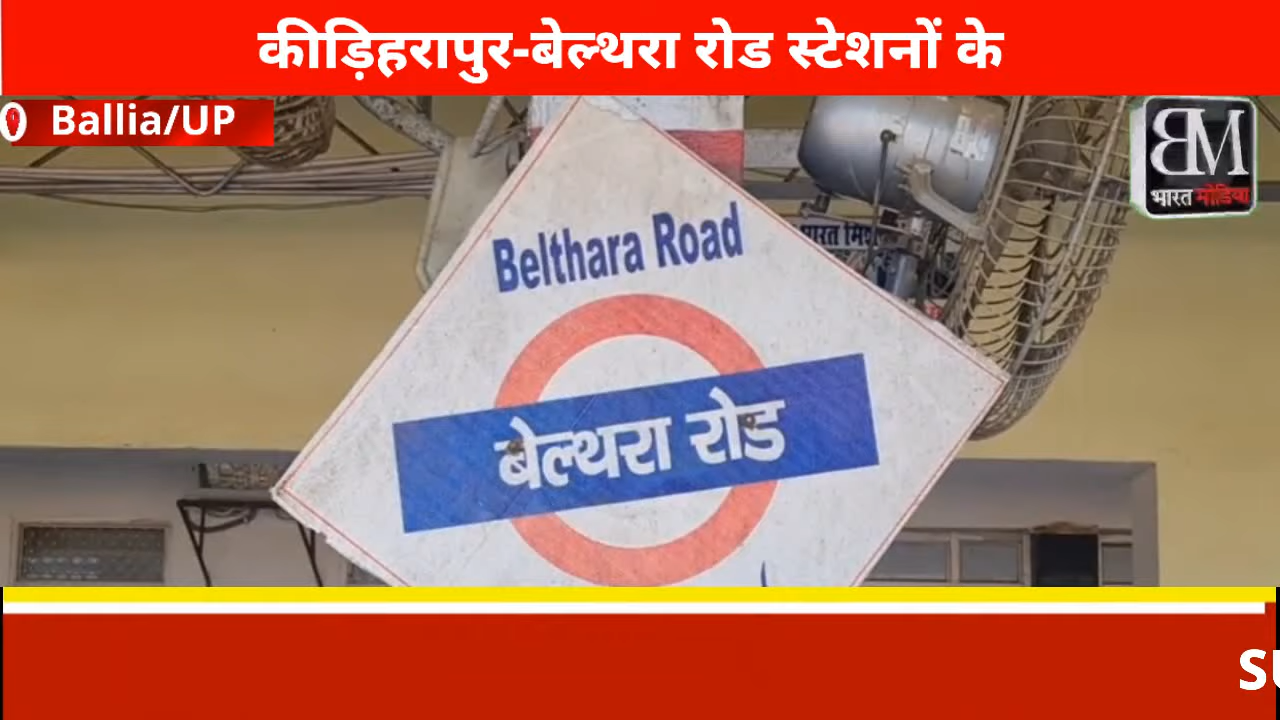 कीड़िहरापुर-बेल्थरा रोड स्टेशनों के
Ballia/UP
BM
भारत मीडिया
Belthara Road
बेल्थरा रोड